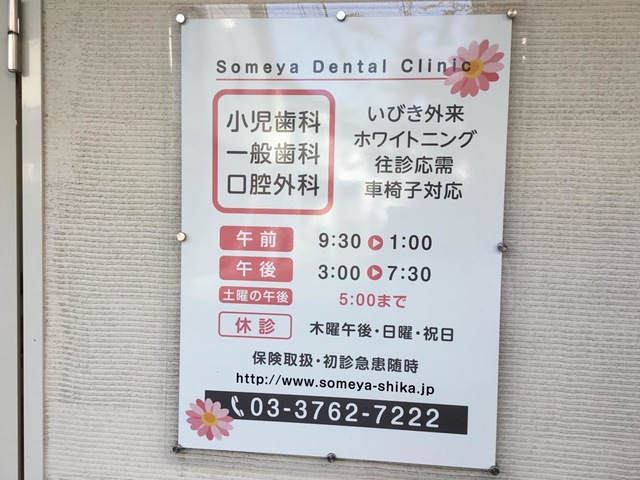 Someya Dental Clinic
小児歯科
一般歯科
口腔外科
いびき外来
ホワイトニング
往診応需
車椅子対応
午前 9:30 1:00
午後 3:00 7:30
土曜の午後 5:00まで
休診 木曜午後・日曜・祝日
保険取扱・初診急患随時
http://www.someya-shika.jp
03-3762-7222